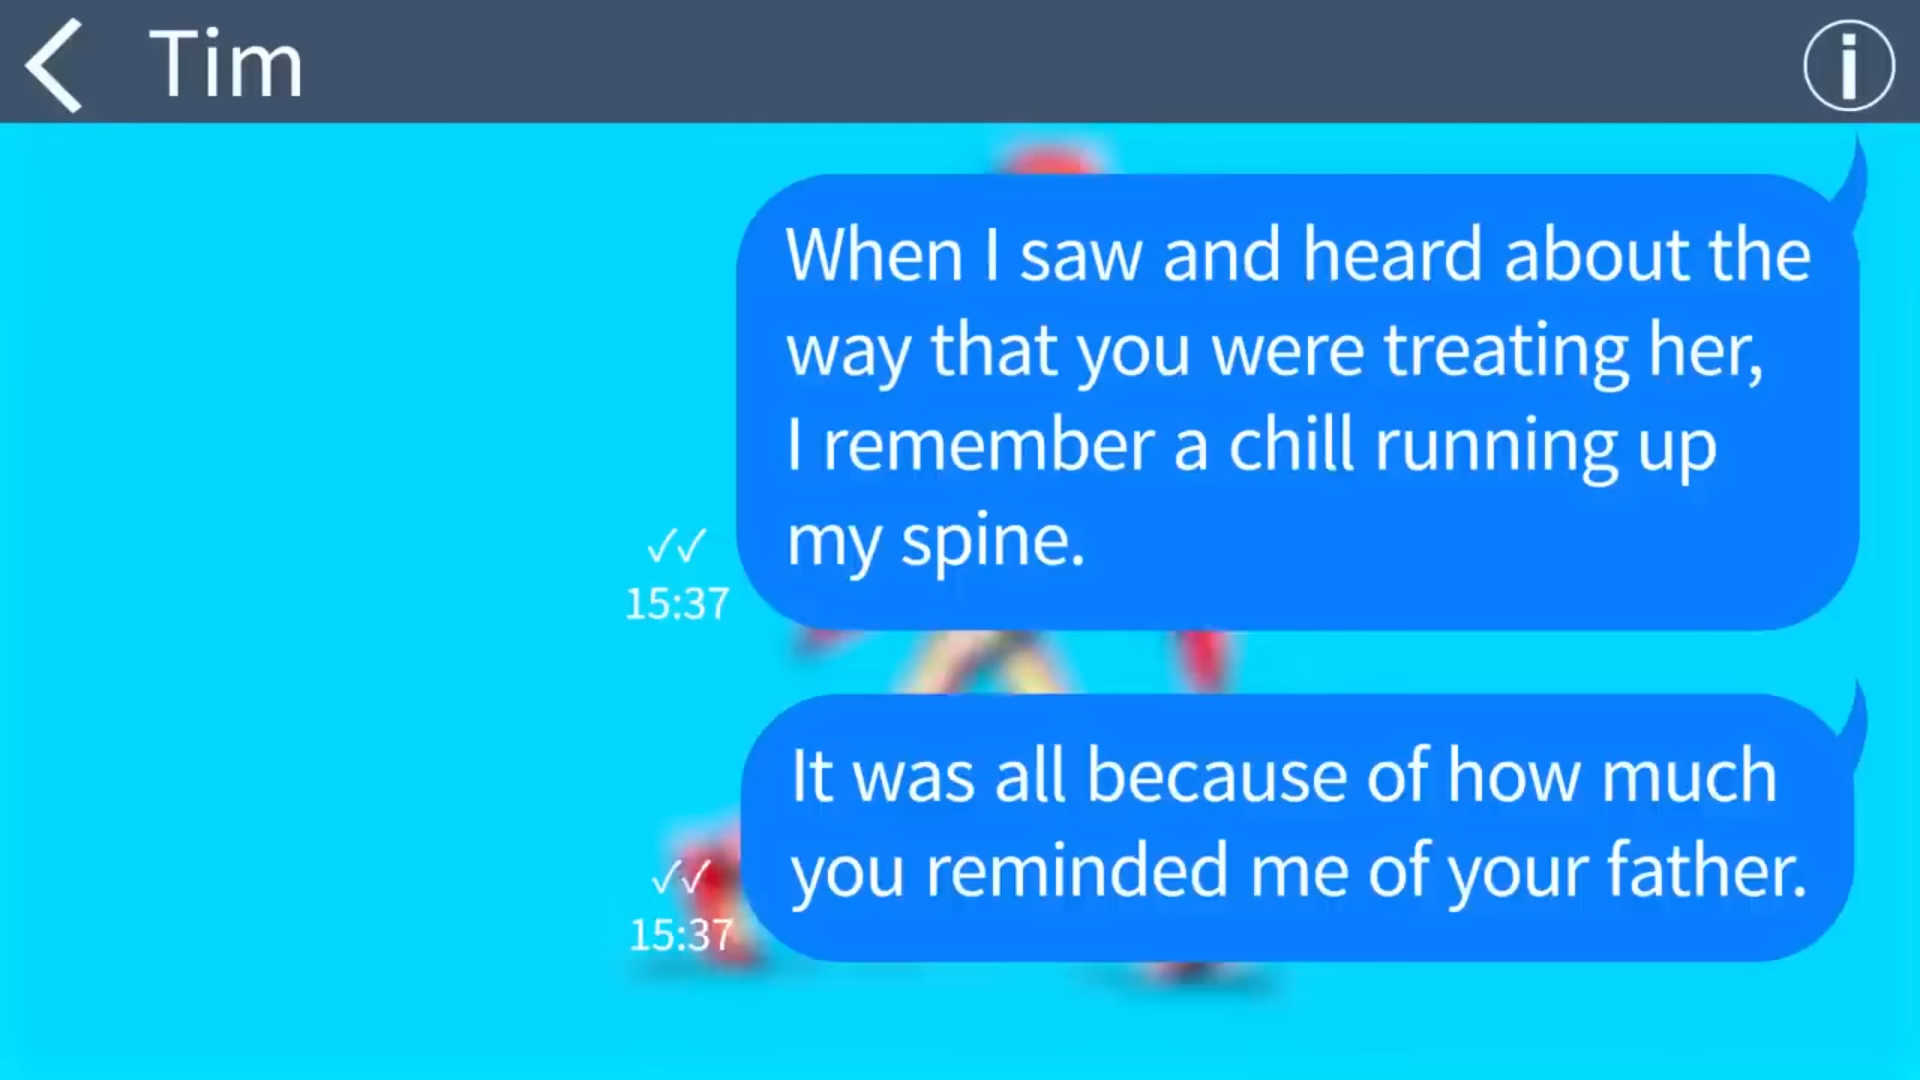 Tim
When I saw and heard about the
way that you were treating her,
I remember a chill running up
my spine.
✓✓
15:37
It was all because of how much
you reminded me of your father.
✓✓
15:37